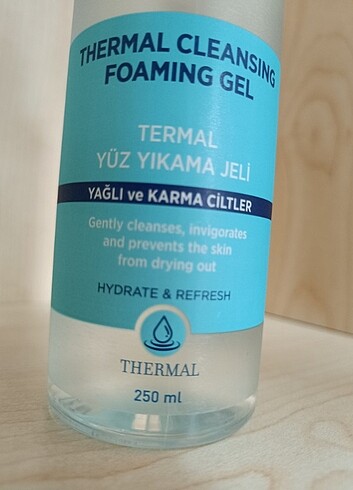 THERMAL CLEANSING
FOAMING GEL
TERMAL
YÜZ YIKAMA JELİ
YAĞLI ve KARMA CİLTLER
Gently cleanses, invigorates
and prevents the skin
from drying out
HYDRATE & REFRESH
THERMAL
250 ml